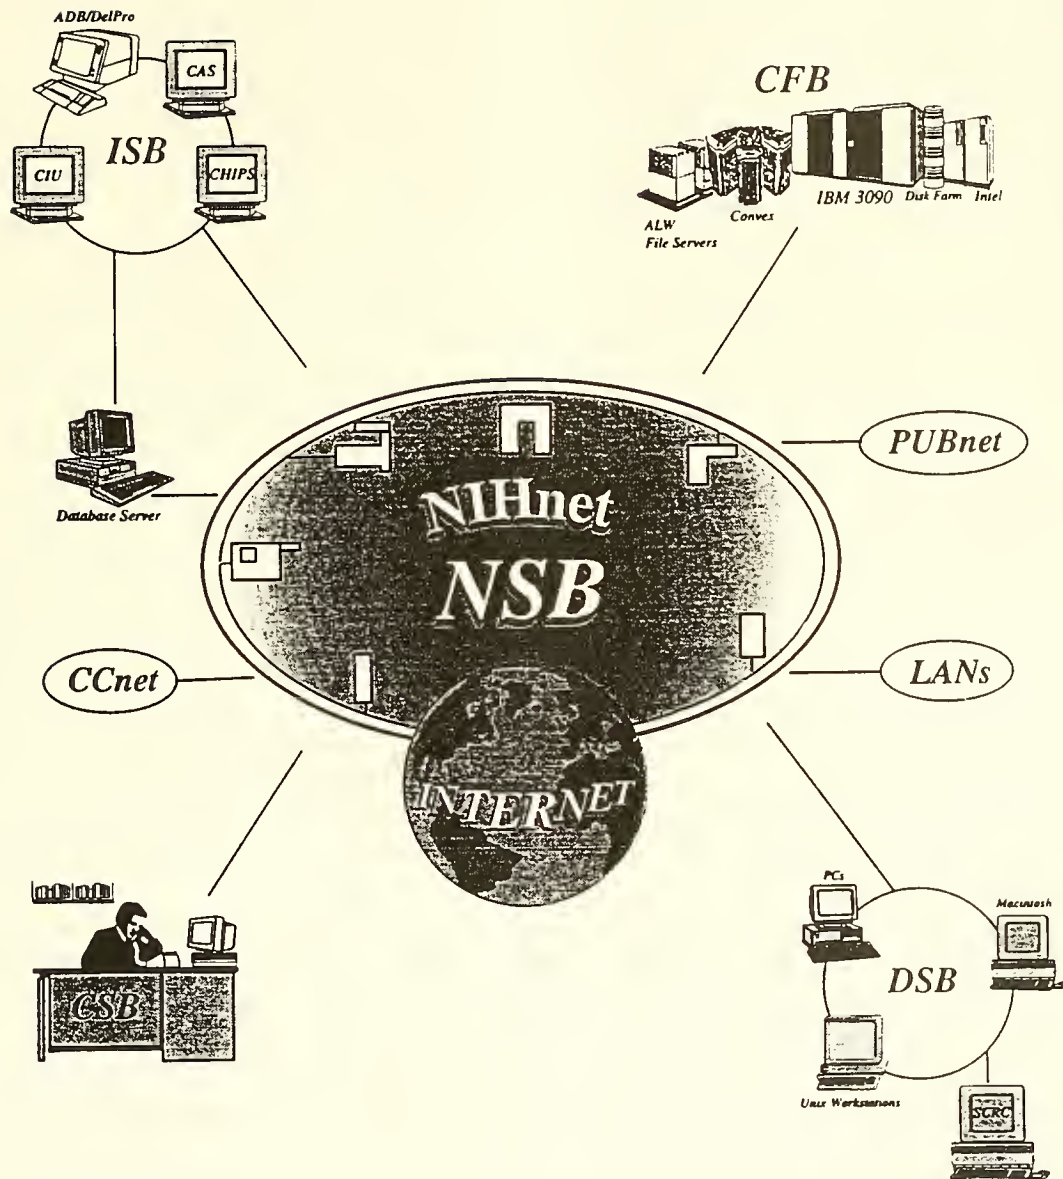 ADB/DelPro
CAS
ISB
CIU
CHIPS
CFB
ALW
File Servers
Convex
IBM 3090
Disk Farm
Intel
Database Server
NIHnet
NSB
PUBnet
CCnet
LANs
INTERNET
CSB
PCs
Macintosh
DSB
Unix Workstations
SCRC